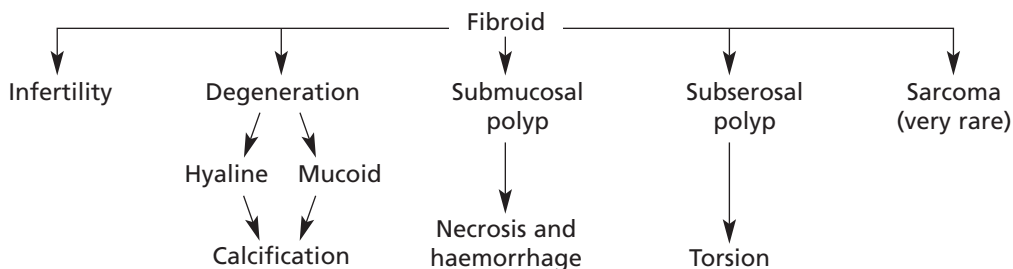 Fibroid
Infertility
Degeneration
Submucosal
polyp
Subserosal
polyp
Sarcoma
(very rare)
Hyaline
Mucoid
Calcification
Necrosis and
haemorrhage
Torsion